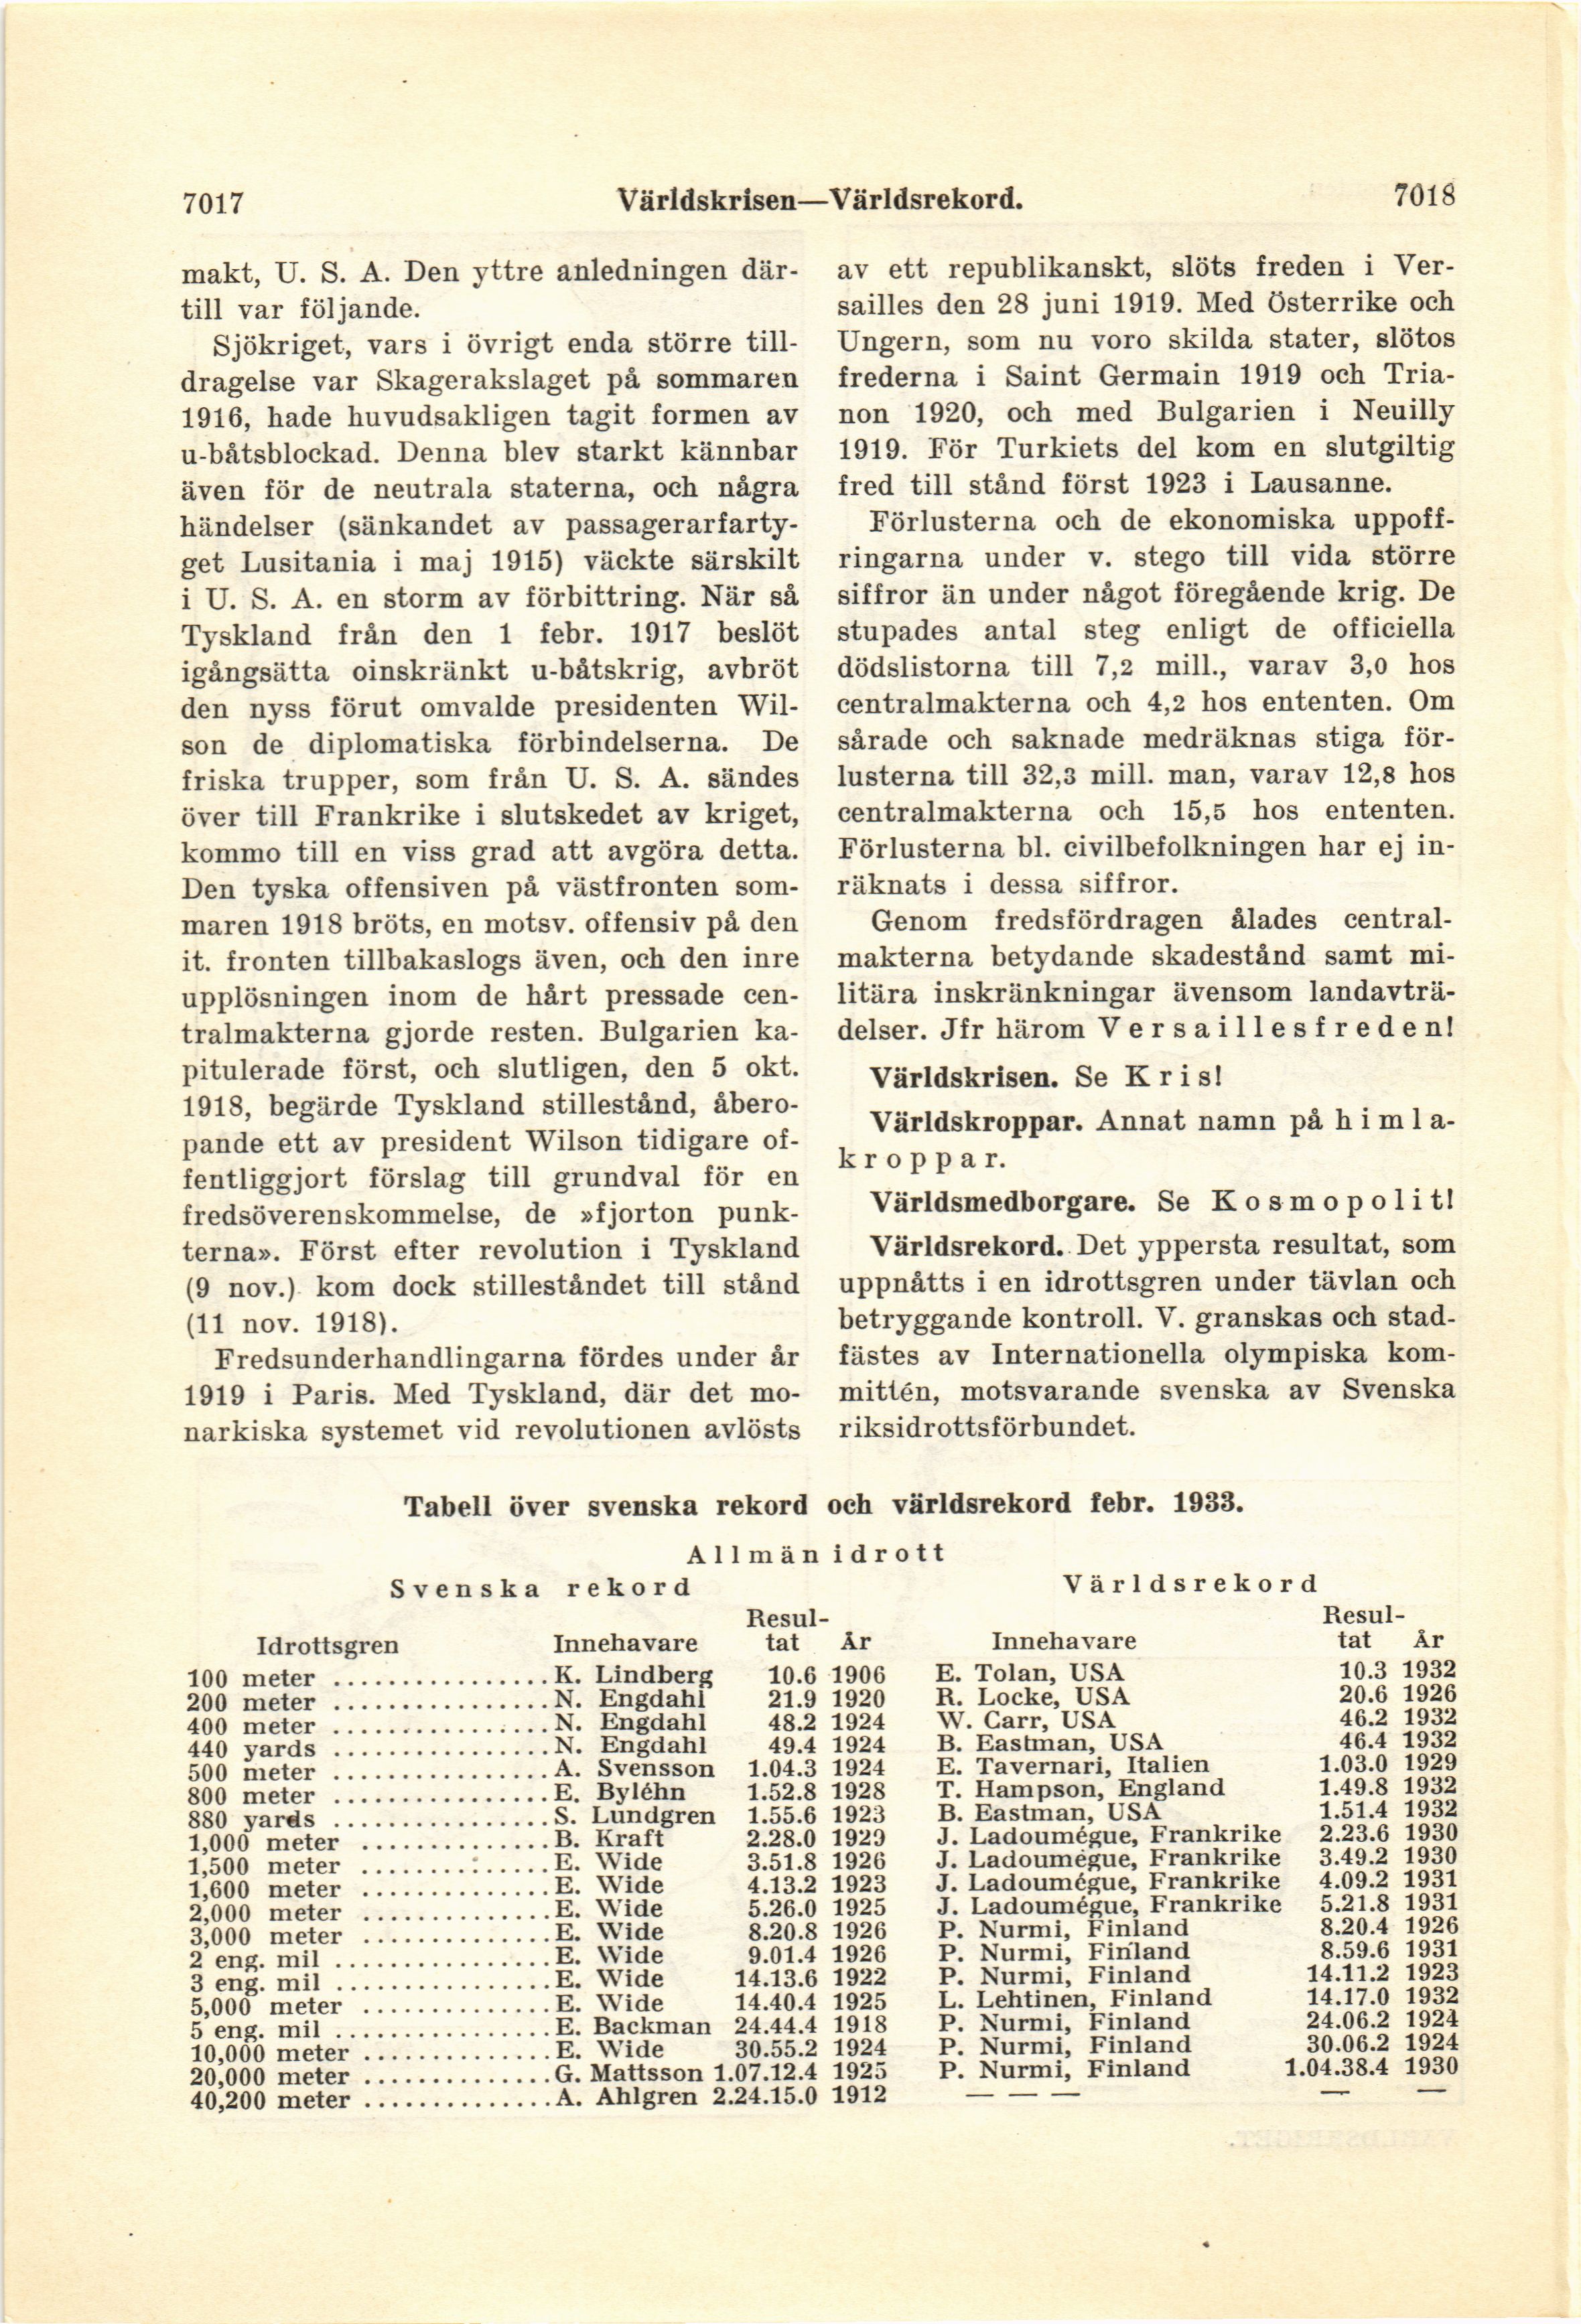 7017
Världskrisen—Världsrekord.
7018
makt, U. S. A. Den yttre anledningen där-
till var följande.
Sjökriget, vars i övrigt enda större till-
dragelse var Skagerakslaget på sommaren
1916, hade huvudsakligen tagit formen av
u-båtsblockad. Denna blev starkt kännbar
även för de neutrala staterna, och några
händelser (sänkandet av passagerarfarty-
get Lusitania i maj 1915) väckte särskilt
i U. S. A. en storm av förbittring. När så
Tyskland från den 1 febr. 1917 beslöt
igångsätta oinskränkt u-båtskrig, avbröt
den nyss förut omvalde presidenten Wil-
son de diplomatiska förbindelserna. De
friska trupper, som från U. S. A. sändes
över till Frankrike i slutskedet av kriget,
kommo till en viss grad att avgöra detta.
Den tyska offensiven på västfronten som-
maren 1918 bröts, en motsv. offensiv på den
it. fronten tillbakaslogs även, och den inre
upplösningen inom de hårt pressade cen-
tralmakterna gjorde resten. Bulgarien ka-
pitulerade först, och slutligen, den 5 okt.
1918, begärde Tyskland stillestånd, åbero-
pande ett av president Wilson tidigare of-
fentliggjort förslag till grundval för en
fredsöverenskommelse, de »fjorton punk-
terna». Först efter revolution i Tyskland
(9 nov.) kom dock stilleståndet till stånd
(11 nov. 1918).
Fredsunderhandlingarna fördes under år
1919 i Paris. Med Tyskland, där det mo-
narkiska systemet vid revolutionen avlösts
av ett republikanskt, slöts freden i Ver-
sailles den 28 juni 1919. Med Österrike och
Ungern, som nu voro skilda stater, slötos
frederna i Saint Germain 1919 och Tria-
non 1920, och med Bulgarien i Neuilly
1919. För Turkiets del kom en slutgiltig
fred till stånd först 1923 i Lausanne.
Förlusterna och de ekonomiska uppoff-
ringarna under v. stego till vida större
siffror än under något föregående krig. De
stupades antal steg enligt de officiella
dödslistorna till 7,2 mill., varav 3,0 hos
centralmakterna och 4,2 hos ententen. Om
sårade och saknade medräknas stiga för-
lusterna till 32,3 mill. man, varav 12,8 hos
centralmakterna och 15,5 hos ententen.
Förlusterna bl. civilbefolkningen har ej in-
räknats i dessa siffror.
Genom fredsfördragen ålades central-
makterna betydande skadestånd samt mi-
litära inskränkningar ävensom landavträ-
delser. Jfr härom Versaillesfreden!
Världskrisen. Se Kris!
Världskroppar. Annat namn på himla-
kroppar.
Världsmedborgare. Se Kosmopolit!
Världsrekord. Det yppersta resultat, som
uppnåtts i en idrottsgren under tävlan och
betryggande kontroll. V. granskas och stad-
fästes av Internationella olympiska kom-
mittén, motsvarande svenska av Svenska
riksidrottsförbundet.
Tabell över svenska rekord och världsrekord febr. 1933.
Allmän idrott
Svenska rekord Världsrekord
Resul- Resul-
Idrottsgren Innehavare tat År Innehavare tat År
100 meter ................ K. Lindberg 10.6 1906 E. Tolan, USA 10.3 1932
200 meter ................ N. Engdahl 21.9 1920 R. Locke, USA 20.6 1926
400 meter ................ N. Engdahl 48.2 1924 W. Carr, USA 46.2 1932
440 yards ................ N. Engdahl 49.4 1924 B. Eastman, USA 46.4 1932
500 meter ................ A. Svensson 1.04.3 1924 E. Tavernari, Italien 1.03.0 1929
800 meter ................ E. Byléhn 1.52.8 1928 T. Hampson, England 1.49.8 1932
880 yards ................ S. Lundgren 1.55.6 1923 B. Eastman, USA 1.51.4 1932
1,000 meter .............. B. Kraft 2.28.0 1929 J. Ladoumégue, Frankrike 2.23.6 1930
1,500 meter .............. E. Wide 3.51.8 1926 J. Ladoumégue, Frankrike 3.49.2 1930
1,600 meter .............. E. Wide 4.13.2 1923 J. Ladoumégue, Frankrike 4.09.2 1931
2,000 meter .............. E. Wide 5.26.0 1925 J. Ladoumégue, Frankrike 5.21.8 1931
3,000 meter .............. E. Wide 8.20.8 1926 P. Nurmi, Finland 8.20.4 1926
2 eng. mil ................ E. Wide 9.01.4 1926 P. Nurmi, Finland 8.59.6 1931
3 eng. mil ................ E. Wide 14.13.6 1922 P. Nurmi, Finland 14.11.2 1923
5,000 meter .............. E. Wide 14.40.4 1925 L. Lehtinen, Finland 14.17.0 1932
5 eng. mil ................ E. Backman 24.44.4 1918 P. Nurmi, Finland 24.06.2 1924
10,000 meter .............. E. Wide 30.55.2 1924 P. Nurmi, Finland 30.06.2 1924
20,000 meter .............. G. Mattsson 1.07.12.4 1925 P. Nurmi, Finland 1.04.38.4 1930
40,200 meter .............. A. Ahlgren 2.24.15.0 1912 — — — — —